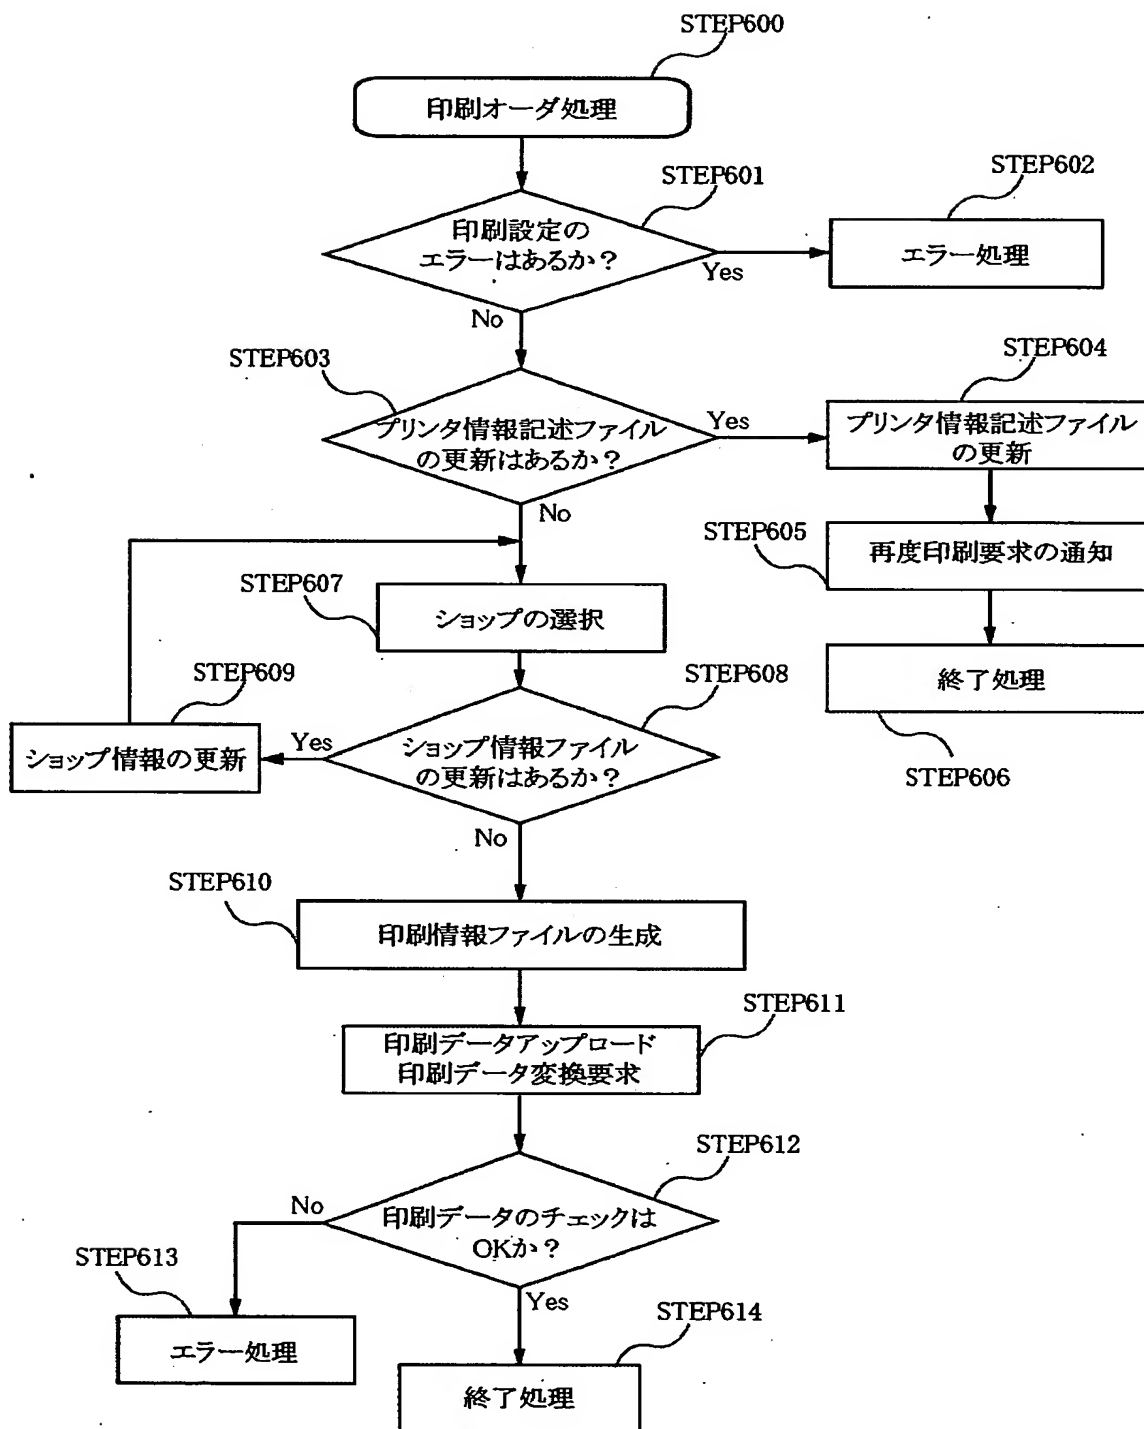 STEP600
印刷オーダ処理
STEP601
印刷設定の
エラーはあるか?
Yes
No
STEP602
エラー処理
STEP603
プリンタ情報記述ファイル
の更新はあるか?
Yes
No
STEP604
プリンタ情報記述ファイル
の更新
STEP605
再度印刷要求の通知
終了処理
STEP606
STEP607
ショップの選択
STEP608
ショップ情報ファイル
の更新はあるか?
Yes
No
STEP609
ショップ情報の更新
STEP610
印刷情報ファイルの生成
STEP611
印刷データアップロード
印刷データ変換要求
STEP612
印刷データのチェックは
OKか?
No
Yes
STEP613
エラー処理
STEP614
終了処理